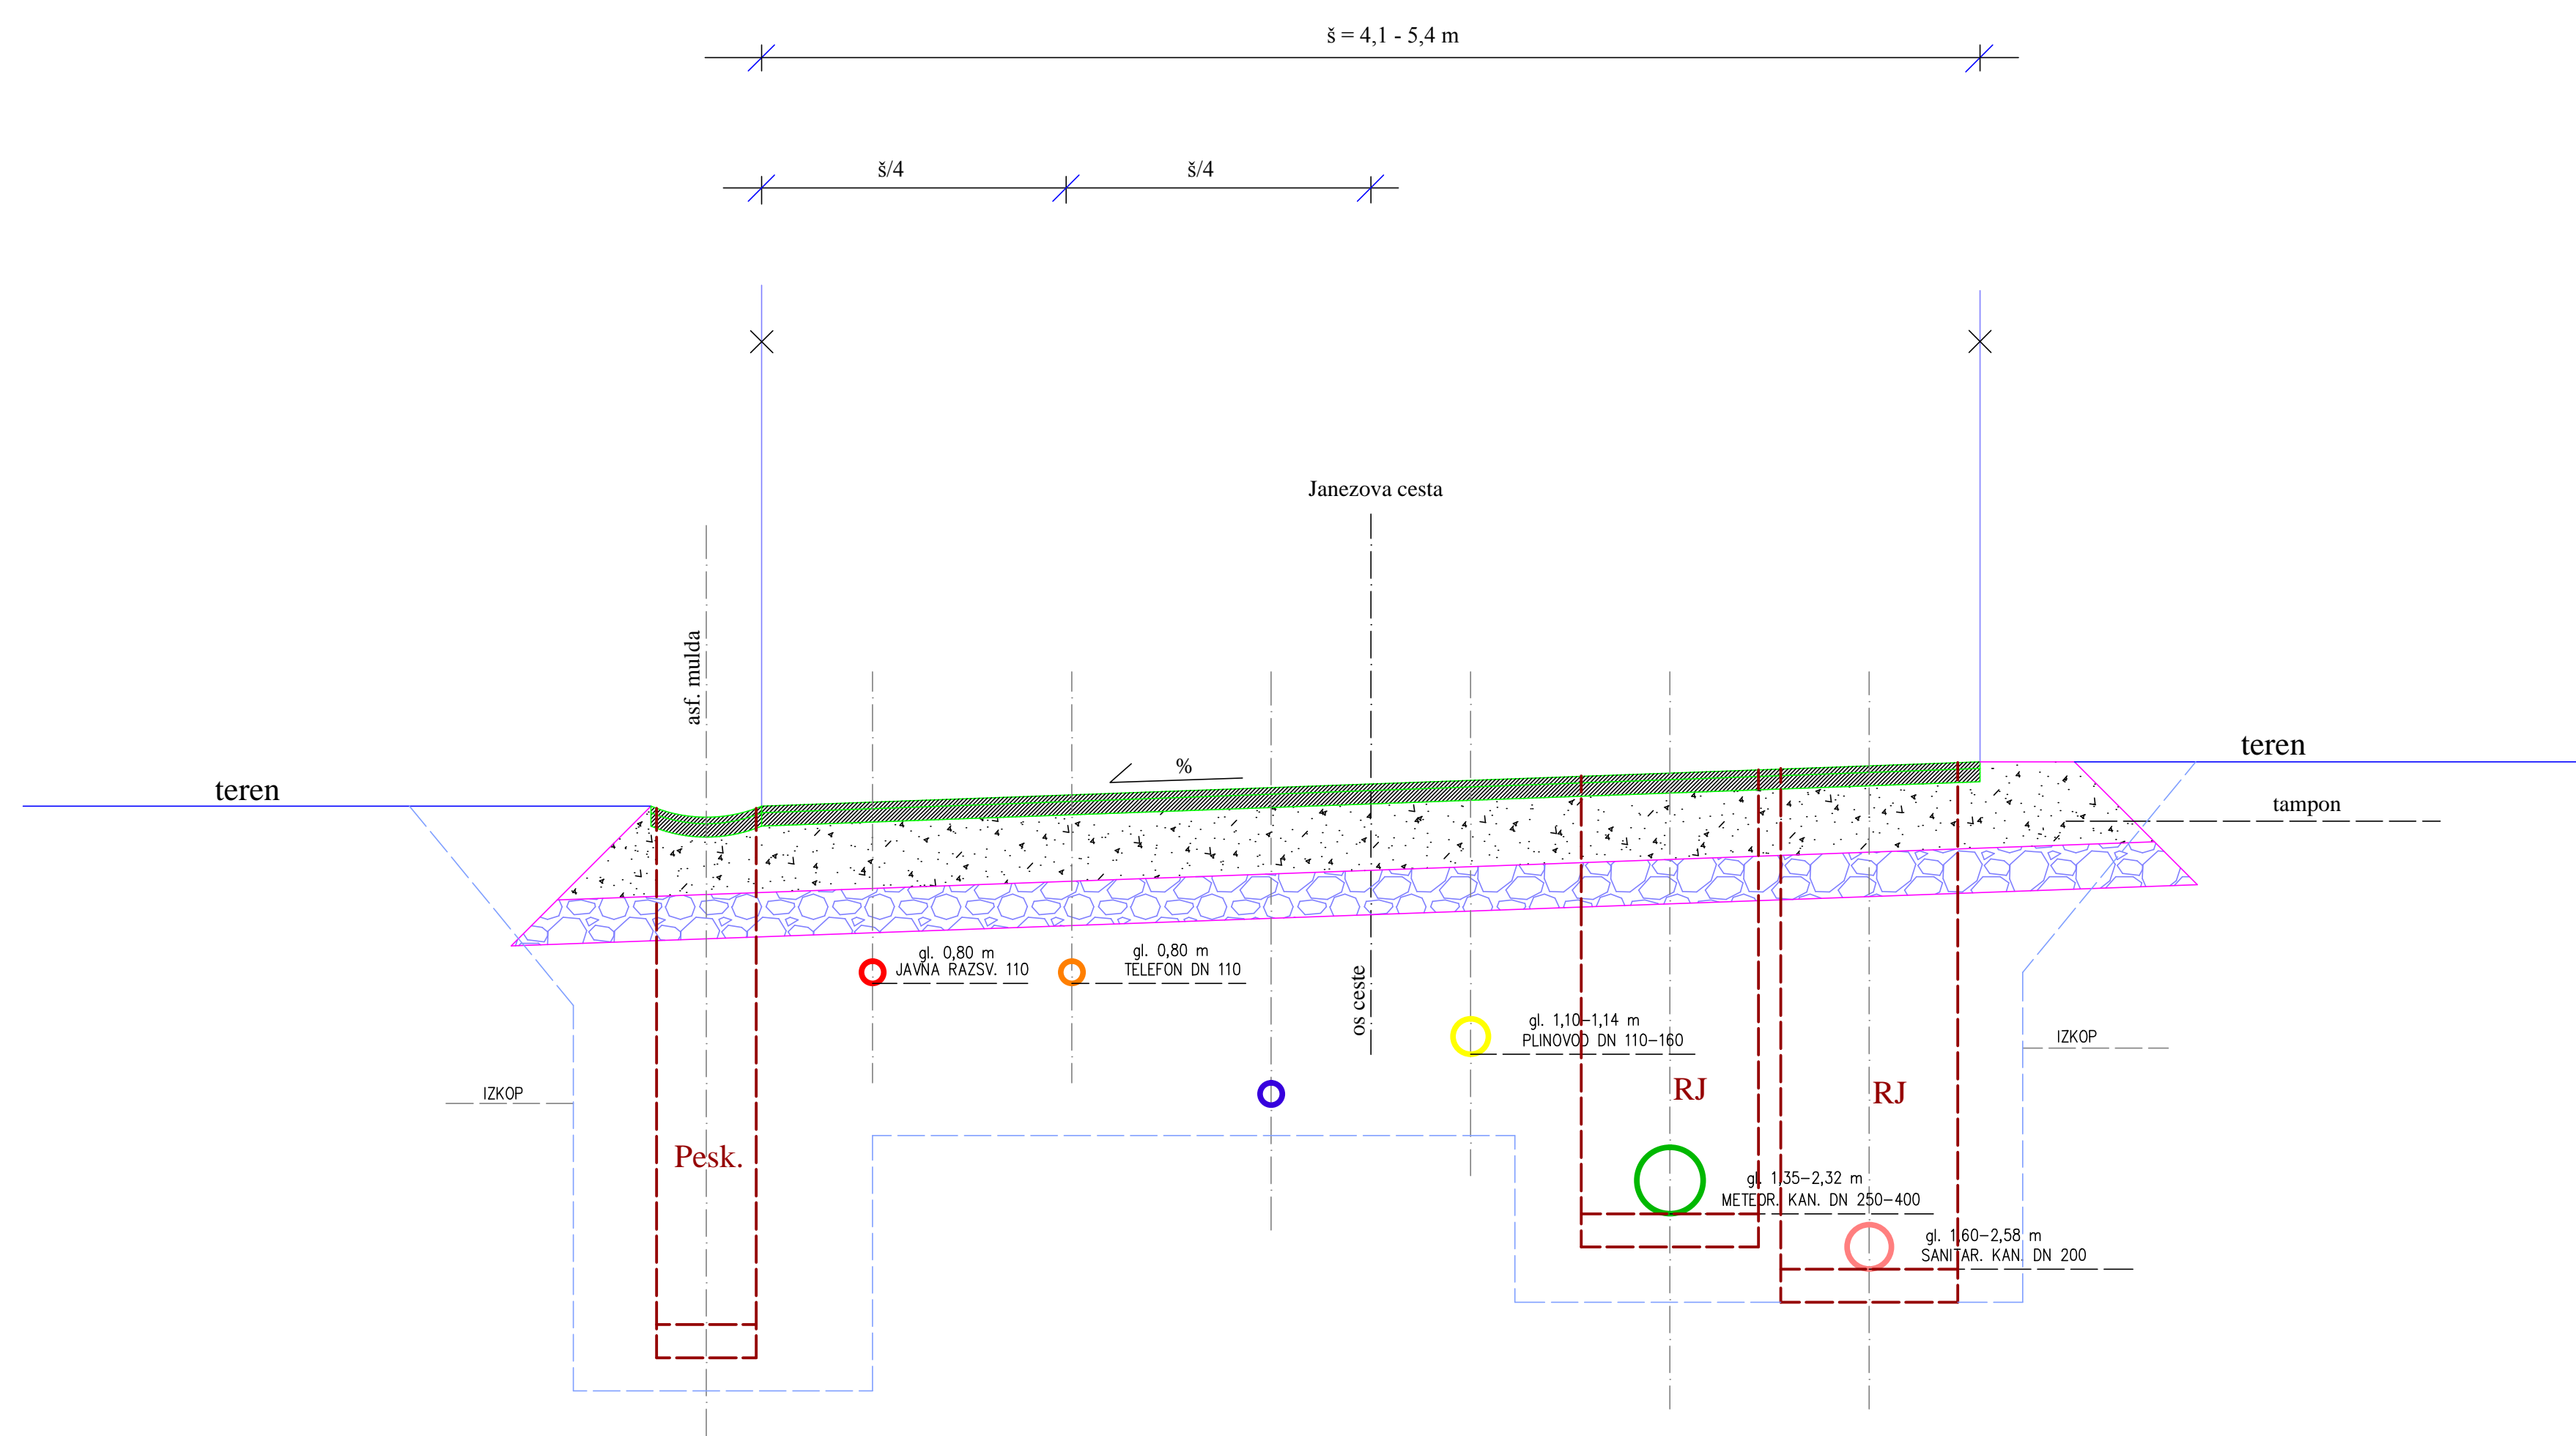 š = 4,1 - 5,4 m
š/4
š/4
Janezova cesta
asf. mulda
%
teren
teren
tampon
gl. 0,80 m
JAVNA RAZSV. 110
gl. 0,80 m
TELEFON DN 110
os ceste
gl. 1,10-1,14 m
PLINOVOD DN 110-160
IZKOP
IZKOP
RJ
RJ
Pesk.
gl. 1,35-2,32 m
METEOR. KAN. DN 250-400
gl. 1,60-2,58 m
SANITAR. KAN. DN 200